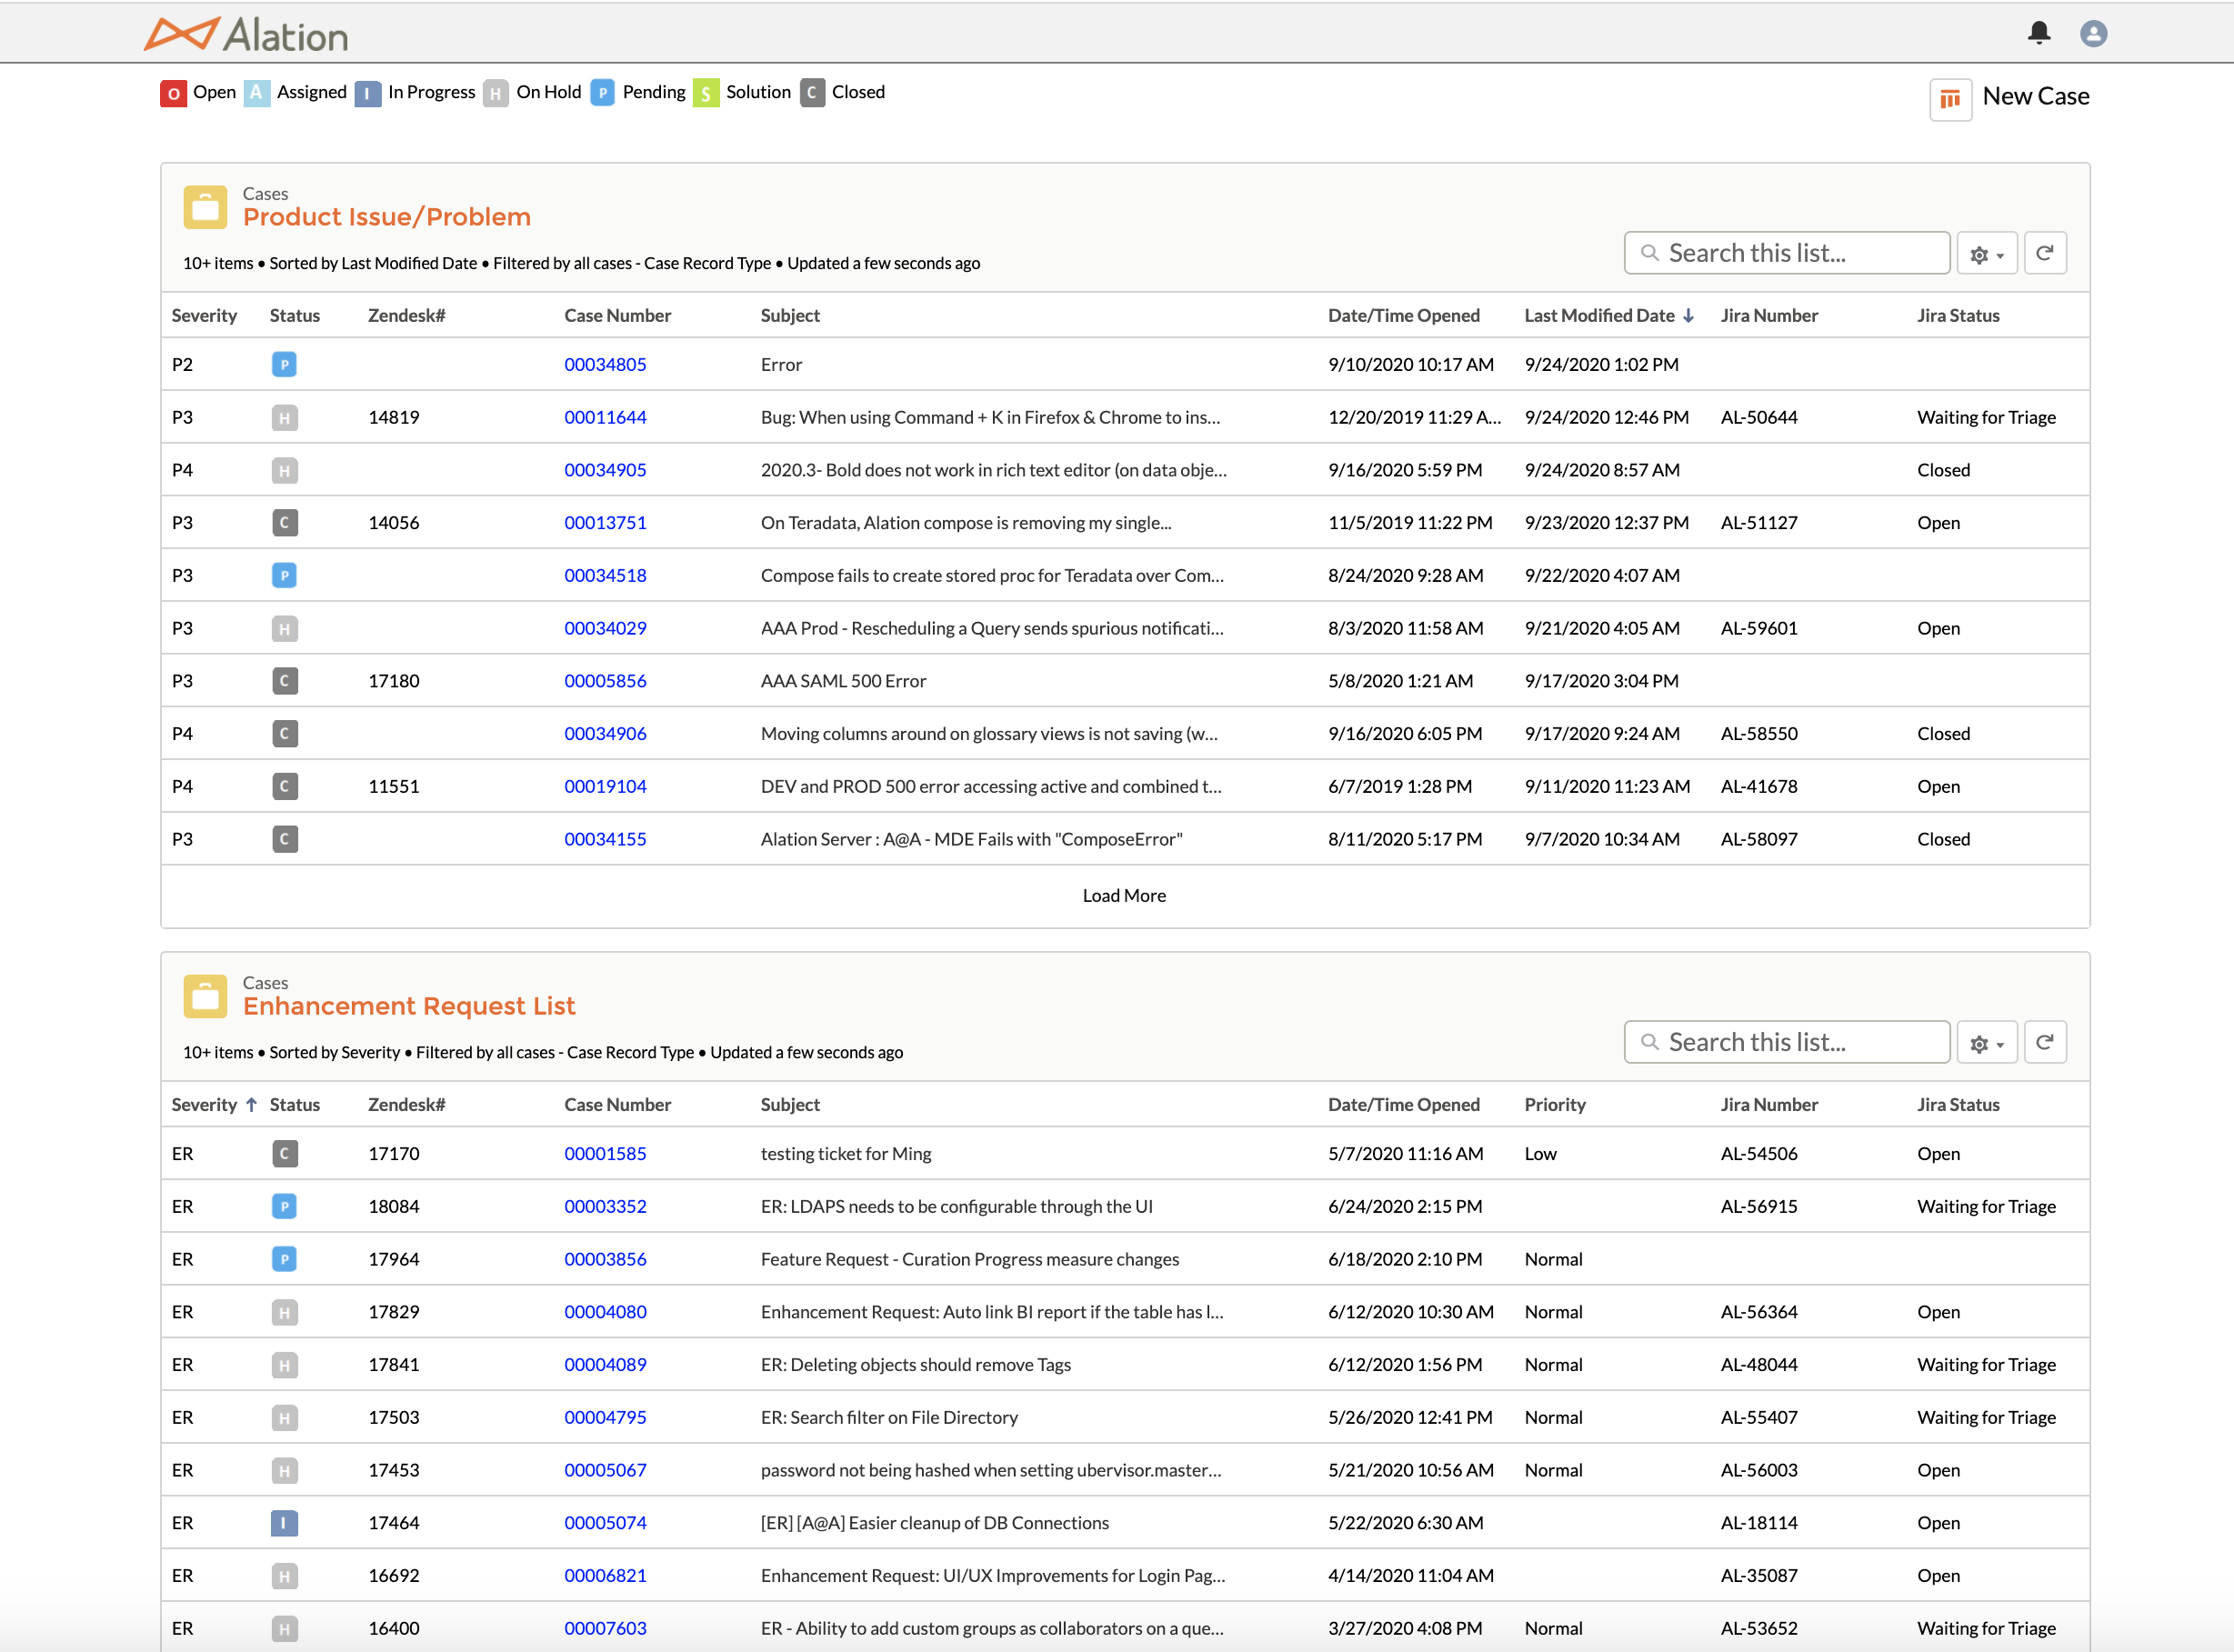 Alation
O Open A Assigned I In Progress H On Hold P Pending S Solution C Closed
New Case
Cases
Product Issue/Problem
10+ items • Sorted by Last Modified Date • Filtered by all cases - Case Record Type • Updated a few seconds ago
Search this list...
Severity Status Zendesk# Case Number Subject Date/Time Opened Last Modified Date ↓ Jira Number Jira Status
P2 P 00034805 Error 9/10/2020 10:17 AM 9/24/2020 1:02 PM
P3 H 14819 00011644 Bug: When using Command + K in Firefox & Chrome to ins... 12/20/2019 11:29 A... 9/24/2020 12:46 PM AL-50644 Waiting for Triage
P4 H 00034905 2020.3- Bold does not work in rich text editor (on data obje... 9/16/2020 5:59 PM 9/24/2020 8:57 AM Closed
P3 C 14056 00013751 On Teradata, Alation compose is removing my single... 11/5/2019 11:22 PM 9/23/2020 12:37 PM AL-51127 Open
P3 P 00034518 Compose fails to create stored proc for Teradata over Com... 8/24/2020 9:28 AM 9/22/2020 4:07 AM
P3 H 00034029 AAA Prod - Rescheduling a Query sends spurious notificati... 8/3/2020 11:58 AM 9/21/2020 4:05 AM AL-59601 Open
P3 C 17180 00005856 AAA SAML 500 Error 5/8/2020 1:21 AM 9/17/2020 3:04 PM
P4 C 00034906 Moving columns around on glossary views is not saving (w... 9/16/2020 6:05 PM 9/17/2020 9:24 AM AL-58550 Closed
P4 C 11551 00019104 DEV and PROD 500 error accessing active and combined t... 6/7/2019 1:28 PM 9/11/2020 11:23 AM AL-41678 Open
P3 C 00034155 Alation Server : A@A - MDE Fails with "ComposeError" 8/11/2020 5:17 PM 9/7/2020 10:34 AM AL-58097 Closed
Load More
Cases
Enhancement Request List
10+ items • Sorted by Severity • Filtered by all cases - Case Record Type • Updated a few seconds ago
Search this list...
Severity ↑ Status Zendesk# Case Number Subject Date/Time Opened Priority Jira Number Jira Status
ER C 17170 00001585 testing ticket for Ming 5/7/2020 11:16 AM Low AL-54506 Open
ER P 18084 00003352 ER: LDAPS needs to be configurable through the UI 6/24/2020 2:15 PM AL-56915 Waiting for Triage
ER P 17964 00003856 Feature Request - Curation Progress measure changes 6/18/2020 2:10 PM Normal
ER H 17829 00004080 Enhancement Request: Auto link BI report if the table has l... 6/12/2020 10:30 AM Normal AL-56364 Open
ER H 17841 00004089 ER: Deleting objects should remove Tags 6/12/2020 1:56 PM Normal AL-48044 Waiting for Triage
ER H 17503 00004795 ER: Search filter on File Directory 5/26/2020 12:41 PM Normal AL-55407 Waiting for Triage
ER H 17453 00005067 password not being hashed when setting ubervisor.master... 5/21/2020 10:56 AM Normal AL-56003 Open
ER I 17464 00005074 [ER] [A@A] Easier cleanup of DB Connections 5/22/2020 6:30 AM AL-18114 Open
ER H 16692 00006821 Enhancement Request: UI/UX Improvements for Login Pag... 4/14/2020 11:04 AM AL-35087 Open
ER H 16400 00007603 ER - Ability to add custom groups as collaborators on a que... 3/27/2020 4:08 PM Normal AL-53652 Waiting for Triage